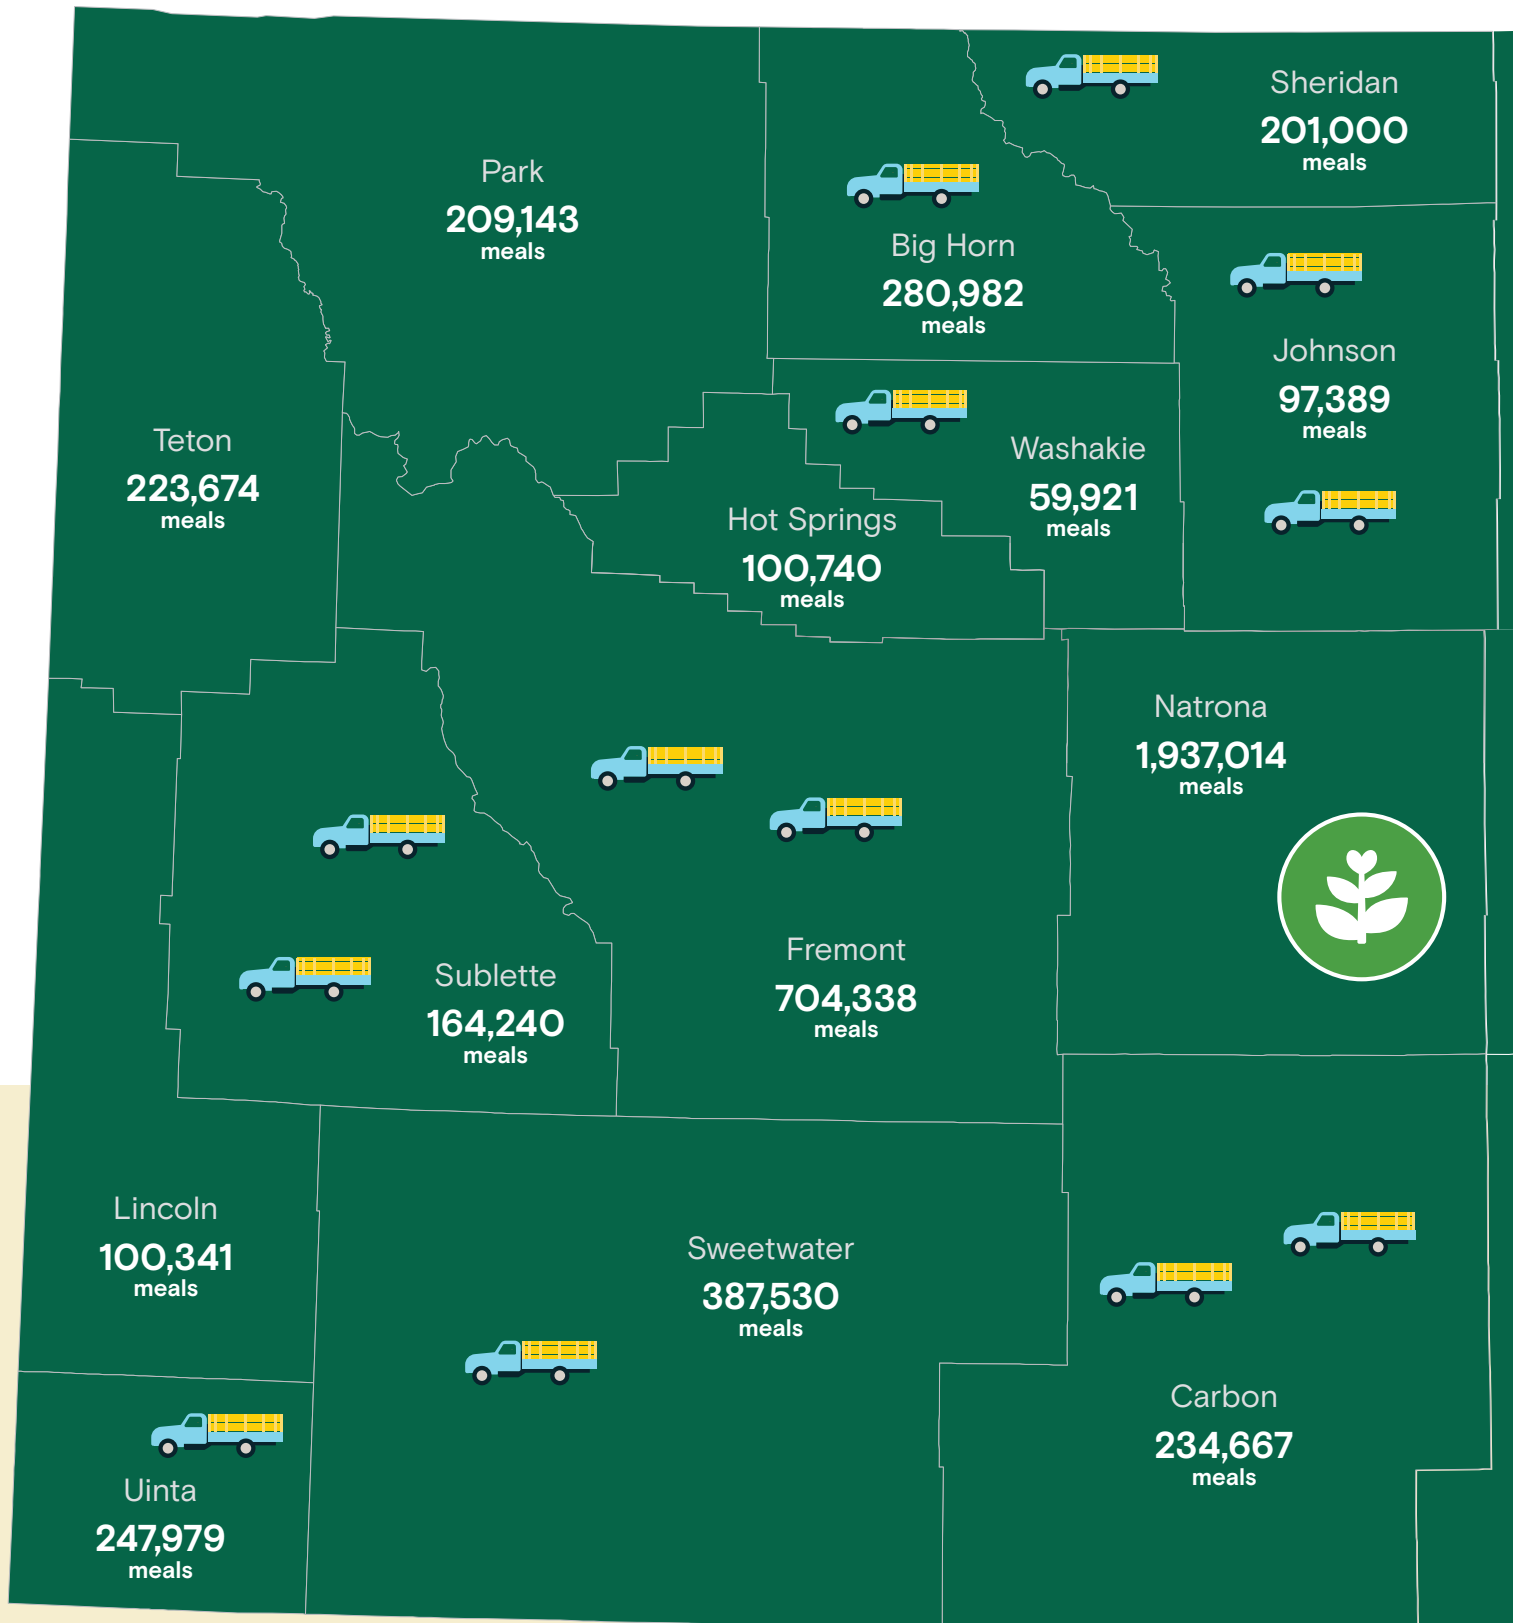 Sheridan
201,000
meals
Park
209,143
meals
Big Horn
280,982
meals
Johnson
97,389
meals
Teton
223,674
meals
Washakie
59,921
meals
Hot Springs
100,740
meals
Natrona
1,937,014
meals
Fremont
704,338
meals
Sublette
164,240
meals
Lincoln
100,341
meals
Sweetwater
387,530
meals
Carbon
234,667
meals
Uinta
247,979
meals